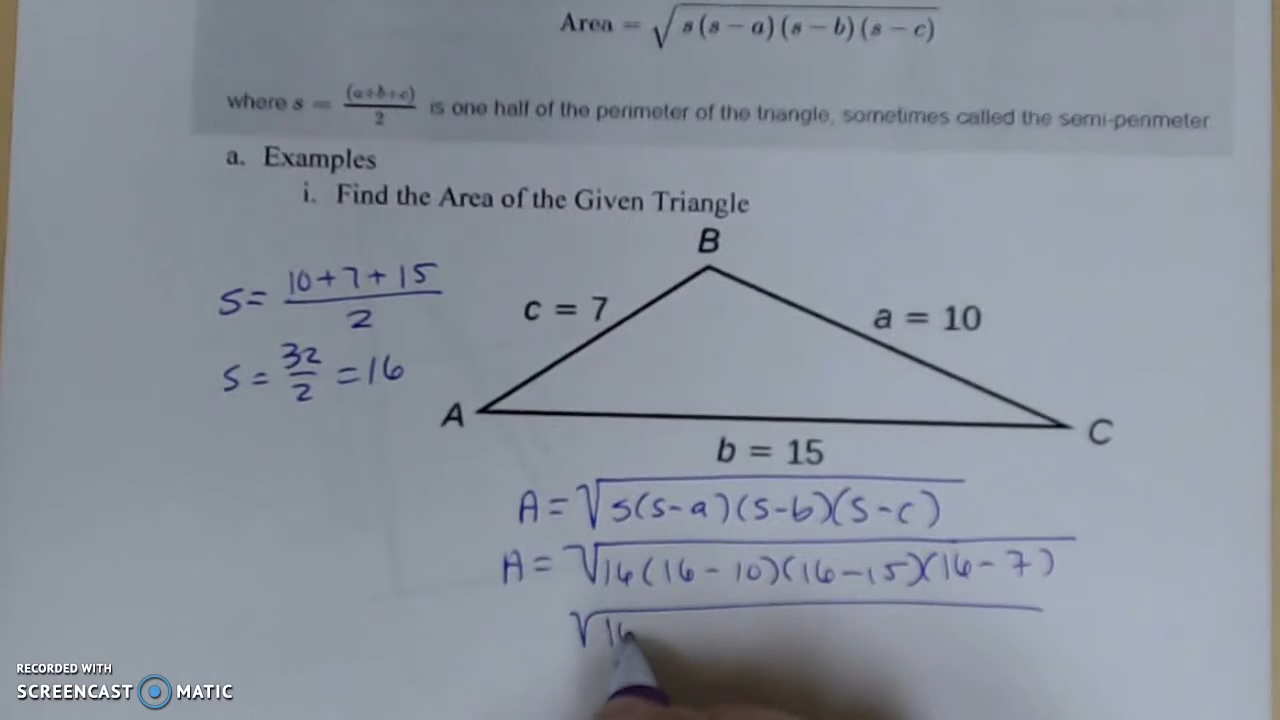 Area = √s(s − a)(s − b)(s − c)
where s = (a+b+c)/2 is one half of the perimeter of the triangle, sometimes called the semi-perimeter
a. Examples
i. Find the Area of the Given Triangle
B
S = 10+7+15/2
c = 7
a = 10
S = 32/2 = 16
A
C
b = 15
A = √s(s-a)(s-b)(s-c)
A = √16(16-10)(16-15)(16-7)
√16
RECORDED WITH
SCREENCAST MATIC